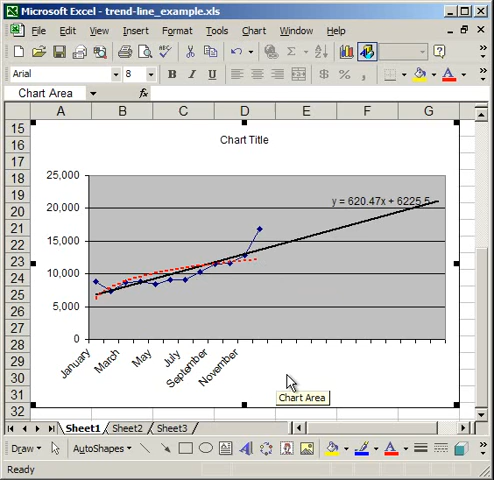 Microsoft Excel - trend-line_example.xls
File Edit View Insert Format Tools Chart Window Help
Arial 8 B I U $ %
Chart Area fx
A B C D E F G
15
16
17
18
19
20
21
22
23
24
25
26
27
28
29
30
31
32
Chart Title
25,000
20,000
15,000
10,000
5,000
0
y = 620.47x + 6225.5
January March May July September November
Chart Area
Sheet1 Sheet2 Sheet3
Draw AutoShapes
Ready